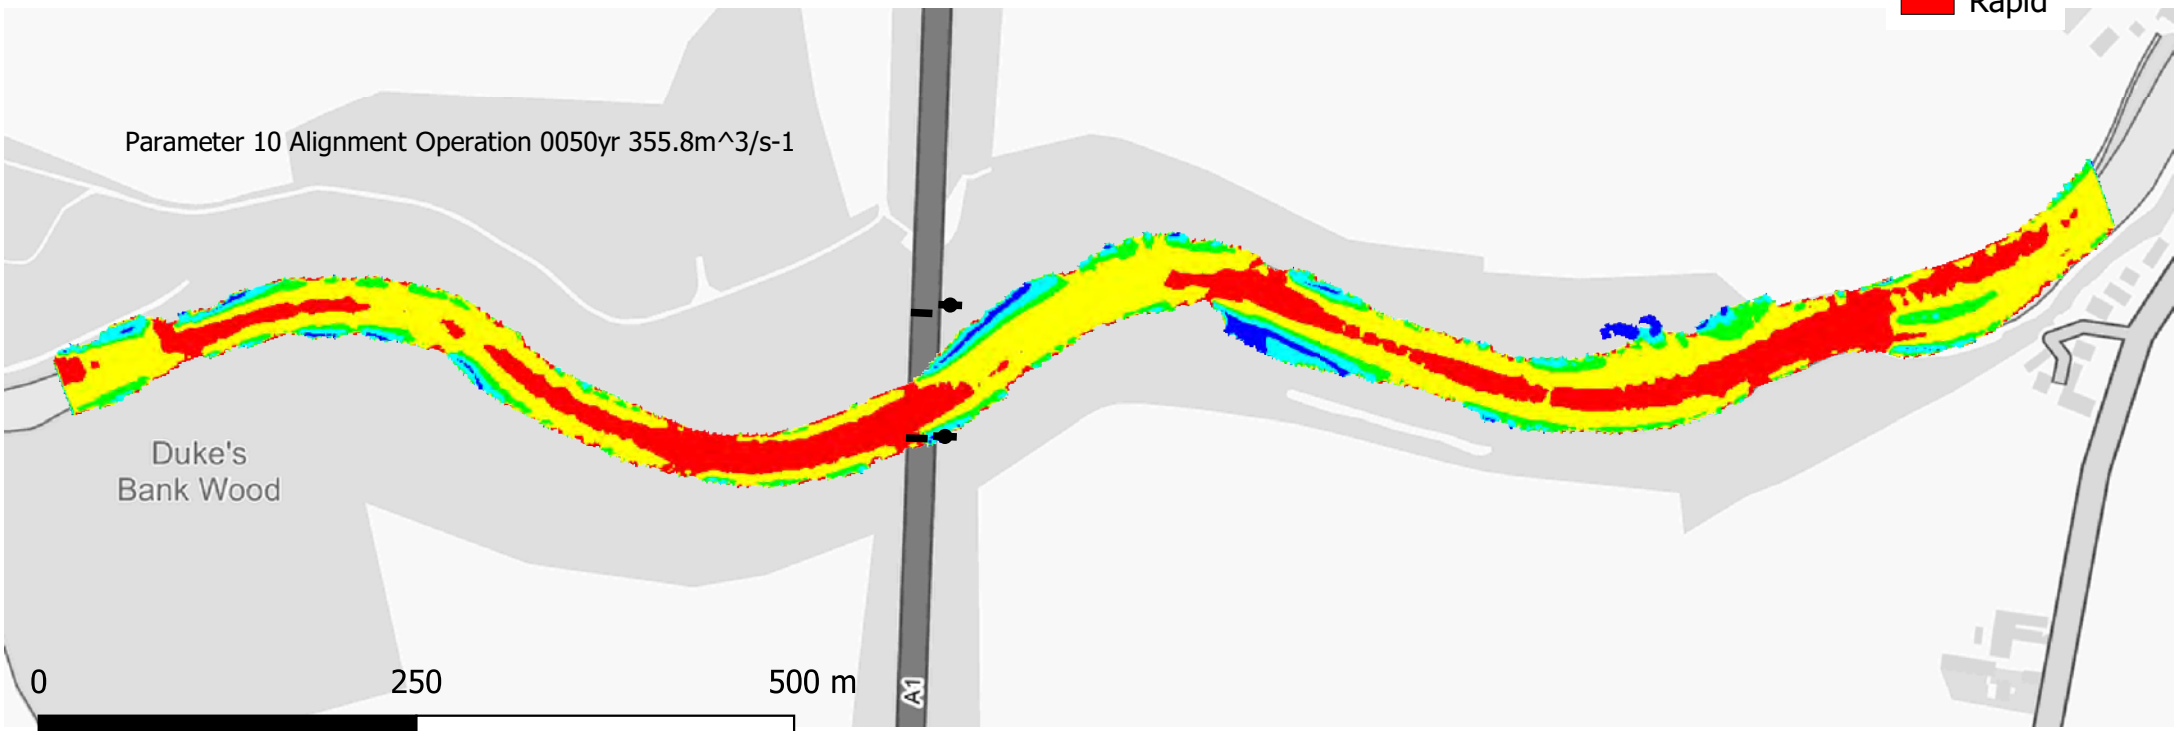 Rapid
Parameter 10 Alignment Operation 0050yr 355.8m^3/s-1
Duke's
Bank Wood
0 250 500 m
A1